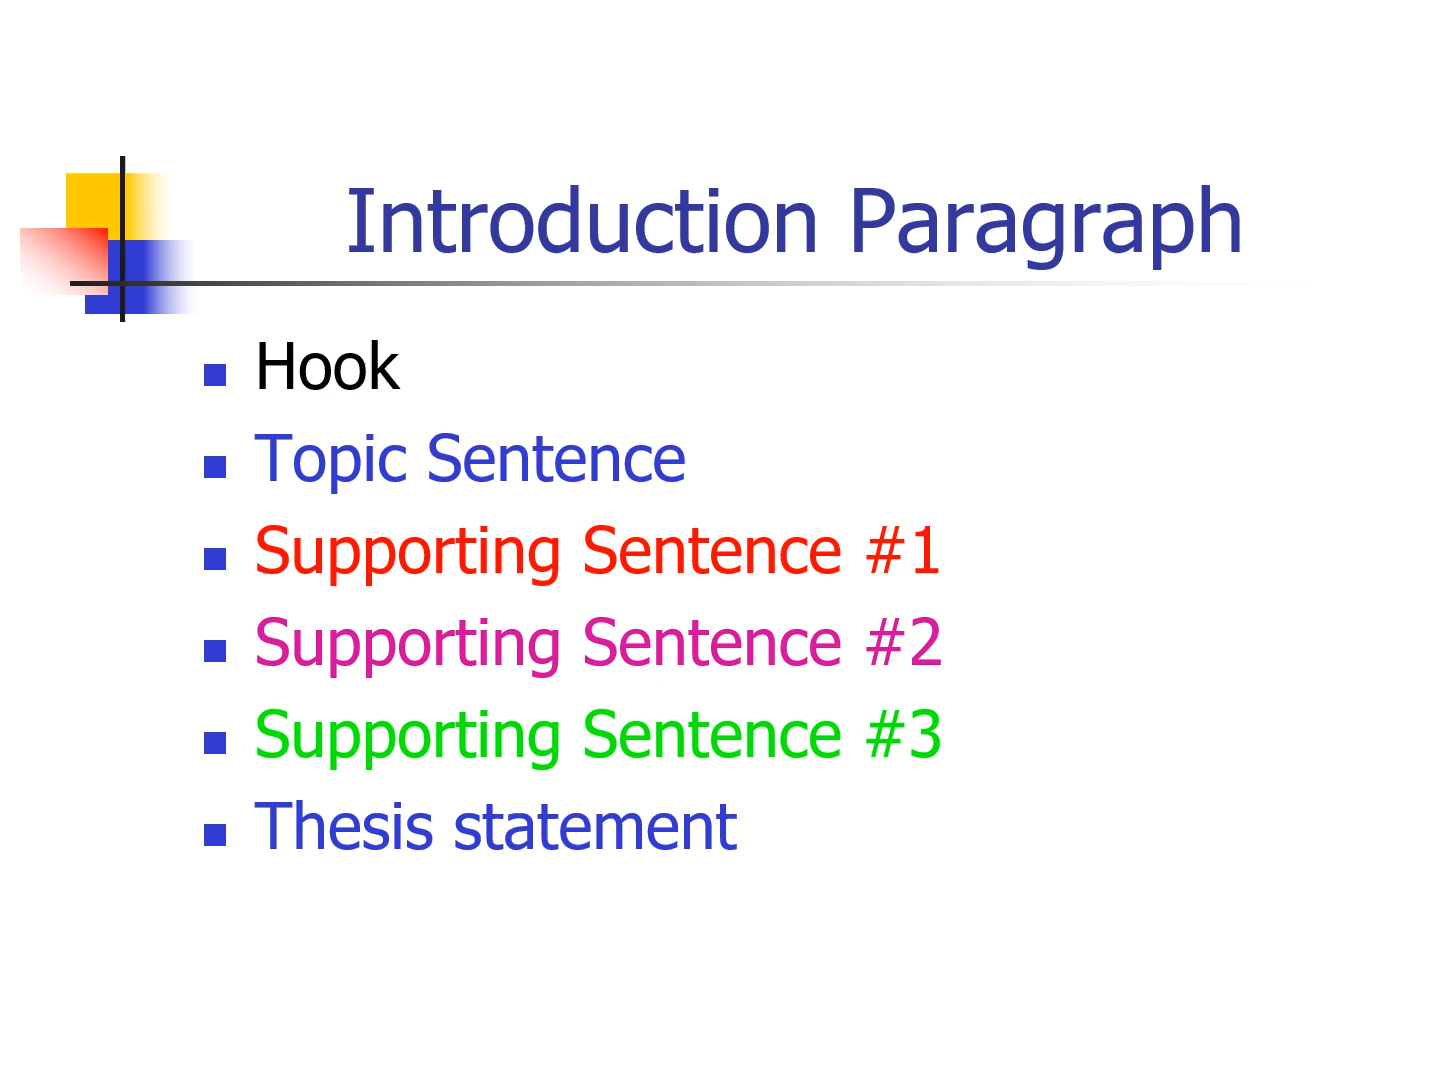 Introduction Paragraph
Hook
Topic Sentence
Supporting Sentence #1
Supporting Sentence #2
Supporting Sentence #3
Thesis statement